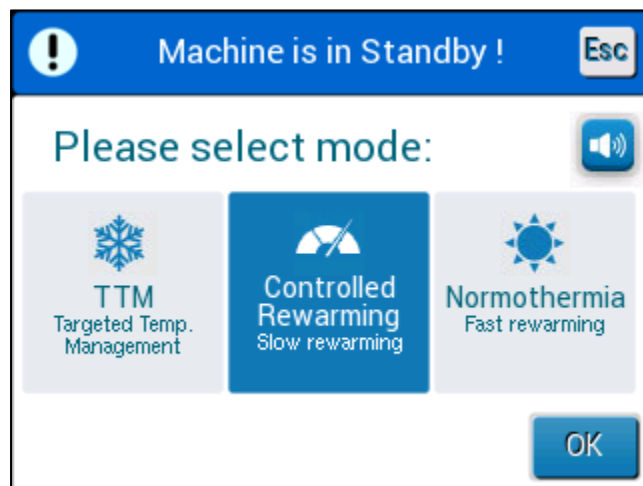 Machine is in Standby !
Esc
Please select mode:
TTM
Targeted Temp.
Management
Controlled
Rewarming
Slow rewarming
Normothermia
Fast rewarming
OK